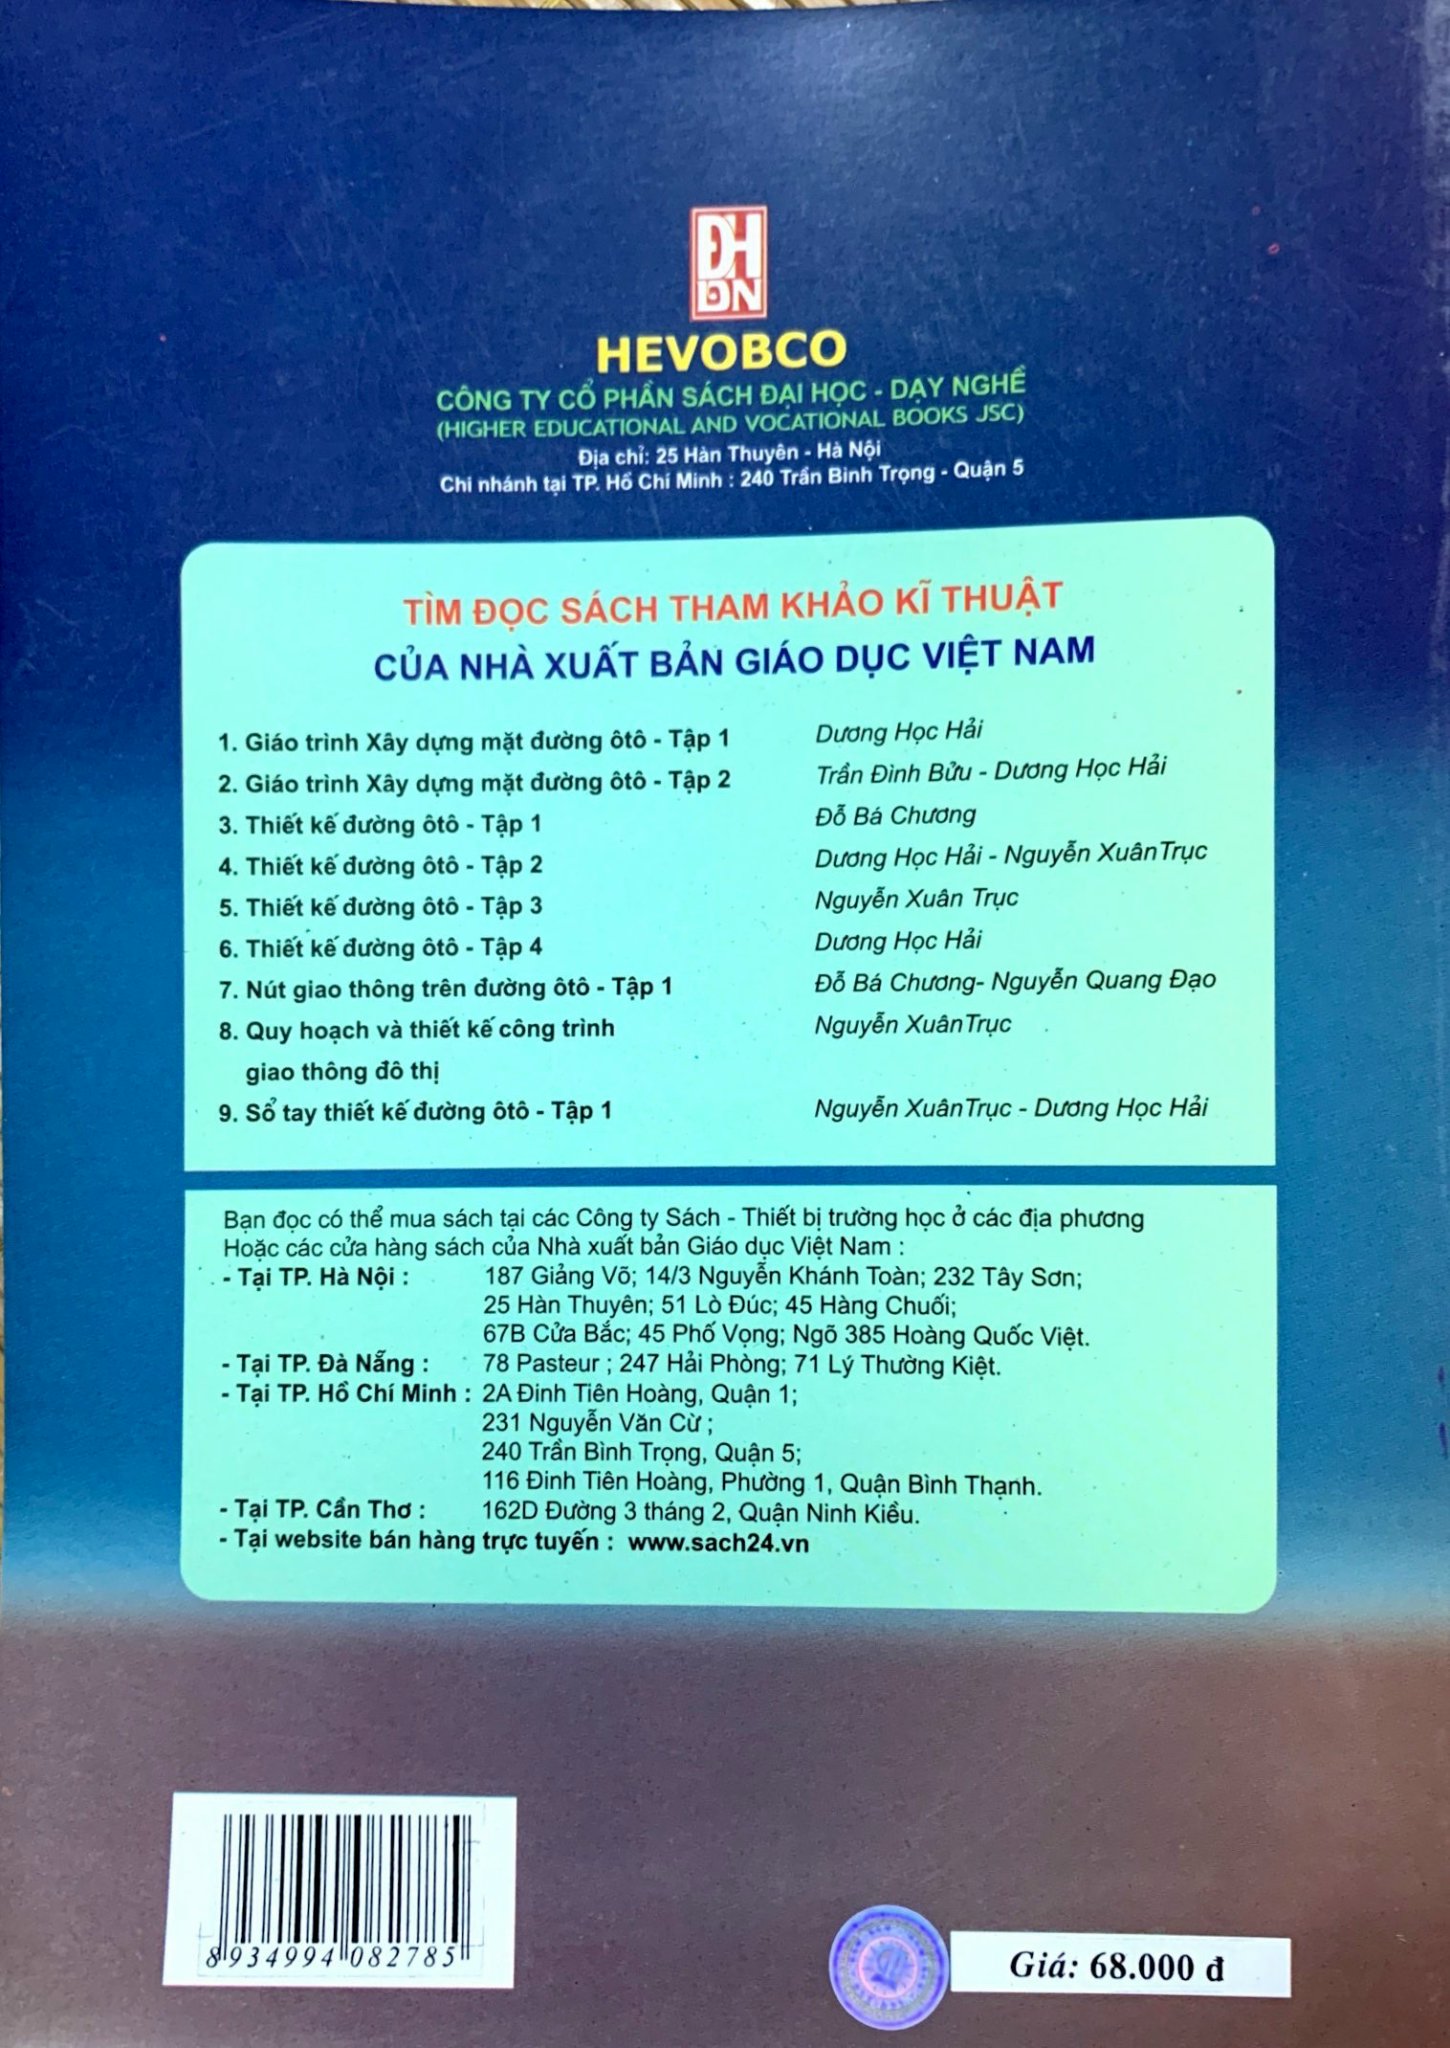 ĐH
DN
HEVOBCO
CÔNG TY CỔ PHẦN SÁCH ĐẠI HỌC - DẠY NGHỀ
(HIGHER EDUCATIONAL AND VOCATIONAL BOOKS JSC)
Địa chỉ: 25 Hàn Thuyên - Hà Nội
Chi nhánh tại TP. Hồ Chí Minh : 240 Trần Bình Trọng - Quận 5
TÌM ĐỌC SÁCH THAM KHẢO KĨ THUẬT
CỦA NHÀ XUẤT BẢN GIÁO DỤC VIỆT NAM
1. Giáo trình Xây dựng mặt đường ôtô - Tập 1 Dương Học Hải
2. Giáo trình Xây dựng mặt đường ôtô - Tập 2 Trần Đình Bửu - Dương Học Hải
3. Thiết kế đường ôtô - Tập 1 Đỗ Bá Chương
4. Thiết kế đường ôtô - Tập 2 Dương Học Hải - Nguyễn XuânTrục
5. Thiết kế đường ôtô - Tập 3 Nguyễn Xuân Trục
6. Thiết kế đường ôtô - Tập 4 Dương Học Hải
7. Nút giao thông trên đường ôtô - Tập 1 Đỗ Bá Chương- Nguyễn Quang Đạo
8. Quy hoạch và thiết kế công trình Nguyễn XuânTrục
giao thông đô thị
9. Sổ tay thiết kế đường ôtô - Tập 1 Nguyễn XuânTrục - Dương Học Hải
Bạn đọc có thể mua sách tại các Công ty Sách - Thiết bị trường học ở các địa phương
Hoặc các cửa hàng sách của Nhà xuất bản Giáo dục Việt Nam :
- Tại TP. Hà Nội : 187 Giảng Võ; 14/3 Nguyễn Khánh Toàn; 232 Tây Sơn;
25 Hàn Thuyên; 51 Lò Đúc; 45 Hàng Chuối;
67B Cửa Bắc; 45 Phố Vọng; Ngõ 385 Hoàng Quốc Việt.
- Tại TP. Đà Nẵng : 78 Pasteur ; 247 Hải Phòng; 71 Lý Thường Kiệt.
- Tại TP. Hồ Chí Minh : 2A Đinh Tiên Hoàng, Quận 1;
231 Nguyễn Văn Cừ ;
240 Trần Bình Trọng, Quận 5;
116 Đinh Tiên Hoàng, Phường 1, Quận Bình Thạnh.
- Tại TP. Cần Thơ : 162D Đường 3 tháng 2, Quận Ninh Kiều.
- Tại website bán hàng trực tuyến : www.sach24.vn
8934994082785
Giá: 68.000 đ